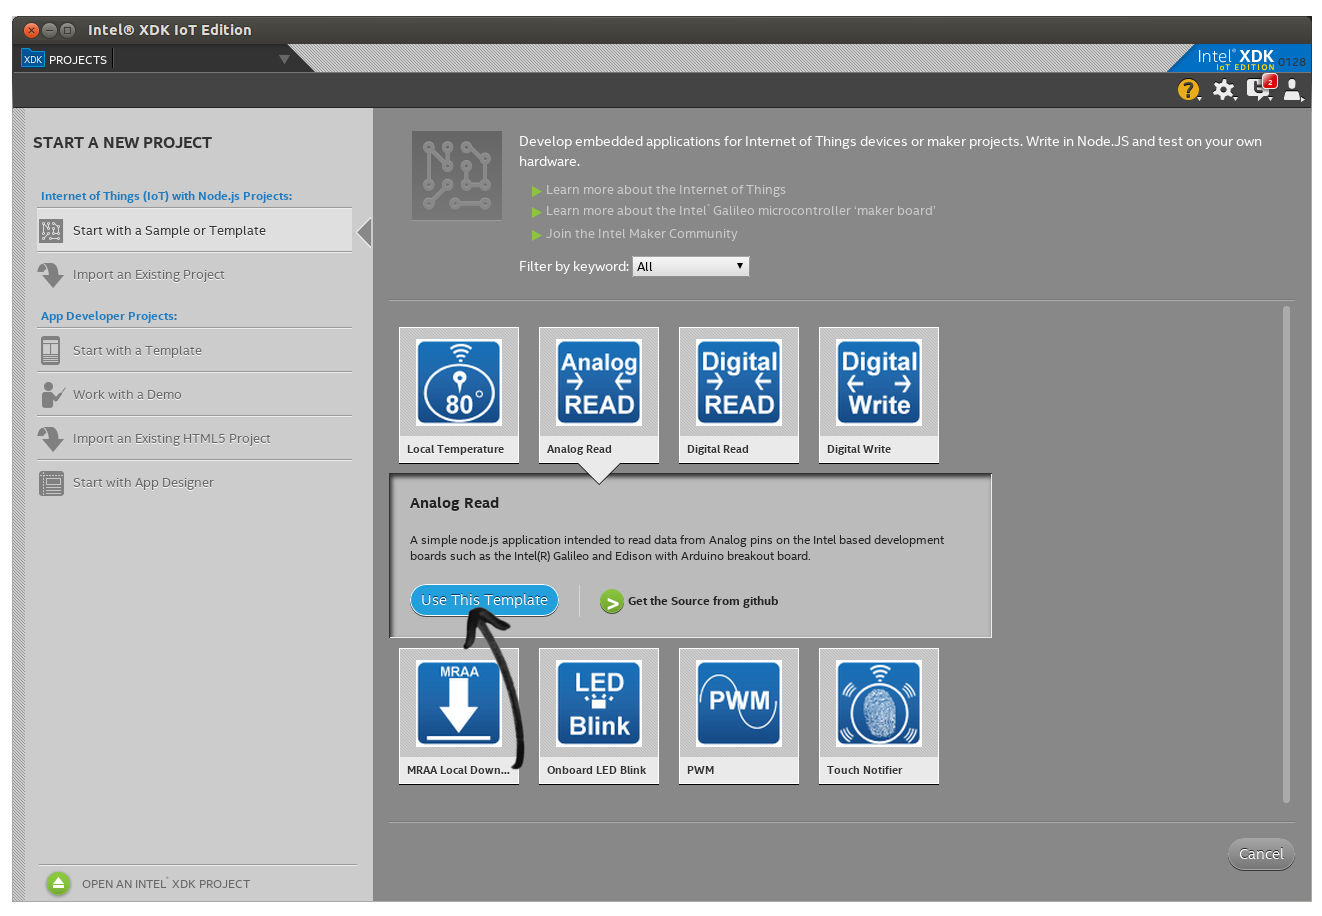 Intel® XDK IoT Edition
XDK PROJECTS
Intel® XDK
IoT EDITION 0128
?
2
START A NEW PROJECT
Internet of Things (IoT) with Node.js Projects:
Start with a Sample or Template
Import an Existing Project
App Developer Projects:
Start with a Template
Work with a Demo
Import an Existing HTML5 Project
Start with App Designer
OPEN AN INTEL® XDK PROJECT
Develop embedded applications for Internet of Things devices or maker projects. Write in Node.JS and test on your own
hardware.
Learn more about the Internet of Things
Learn more about the Intel® Galileo microcontroller 'maker board'
Join the Intel Maker Community
Filter by keyword: All
80°
Local Temperature
Analog
READ
Analog Read
Digital
READ
Digital Read
Digital
Write
Digital Write
Analog Read
A simple node.js application intended to read data from Analog pins on the Intel based development
boards such as the Intel(R) Galileo and Edison with Arduino breakout board.
Use This Template
Get the Source from github
MRAA
MRAA Local Down...
LED
Blink
Onboard LED Blink
PWM
PWM
Touch Notifier
Cancel